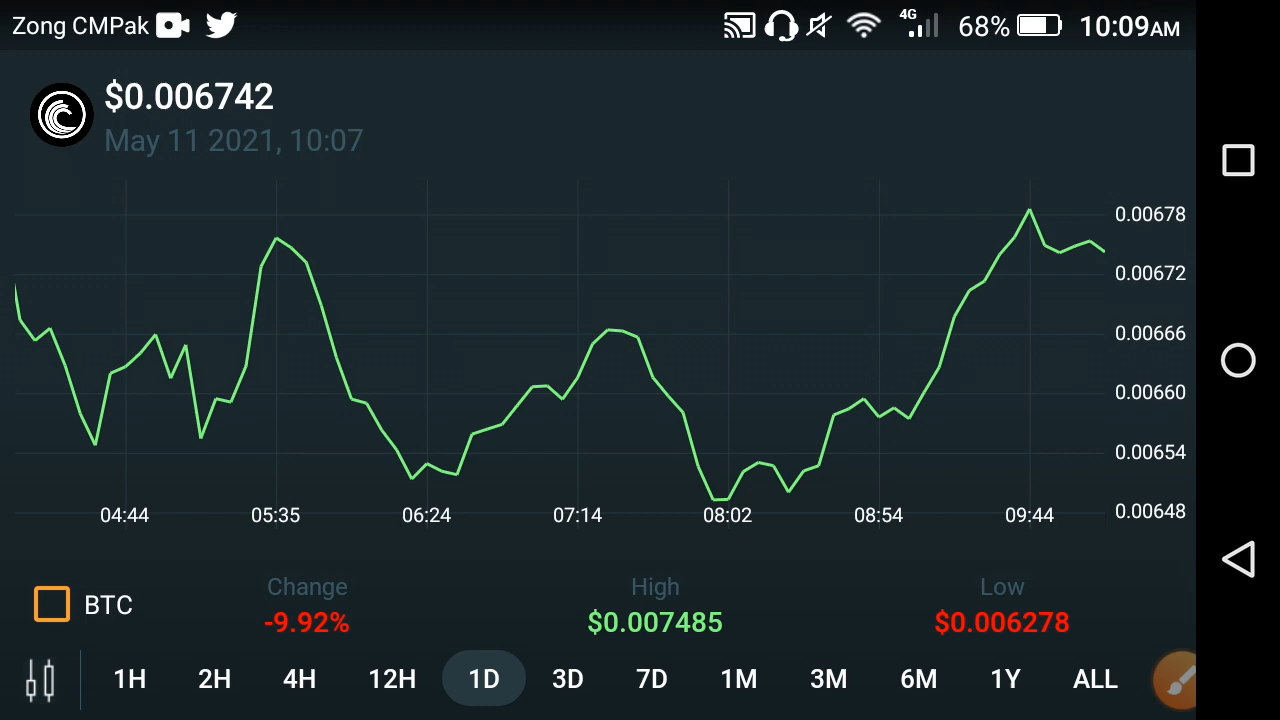 Zong CMPak 4G 68% 10:09AM
$0.006742
May 11 2021, 10:07
0.00678
0.00672
0.00666
0.00660
0.00654
0.00648
04:44 05:35 06:24 07:14 08:02 08:54 09:44
BTC
Change High Low
-9.92% $0.007485 $0.006278
1H 2H 4H 12H 1D 3D 7D 1M 3M 6M 1Y ALL